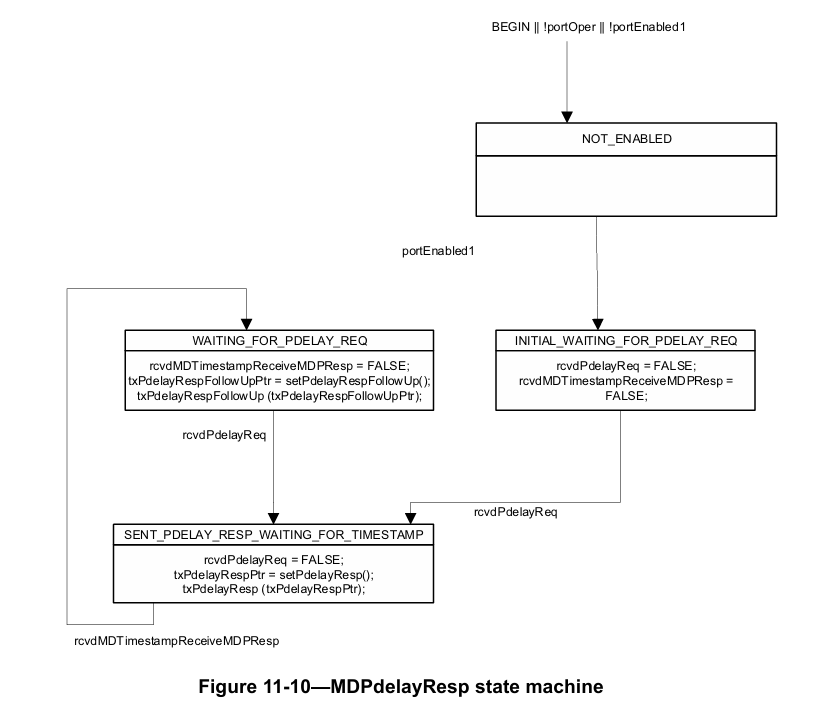 BEGIN || !portOper || !portEnabled1
NOT_ENABLED
portEnabled1
WAITING_FOR_PDELAY_REQ
rcvdMDTimestampReceiveMDPResp = FALSE;
txPdelayRespFollowUpPtr = setPdelayRespFollowUp();
txPdelayRespFollowUp (txPdelayRespFollowUpPtr);
INITIAL_WAITING_FOR_PDELAY_REQ
rcvdPdelayReq = FALSE;
rcvdMDTimestampReceiveMDPResp =
FALSE;
rcvdPdelayReq
rcvdPdelayReq
SENT_PDELAY_RESP_WAITING_FOR_TIMESTAMP
rcvdPdelayReq = FALSE;
txPdelayRespPtr = setPdelayResp();
txPdelayResp (txPdelayRespPtr);
rcvdMDTimestampReceiveMDPResp
Figure 11-10—MDPdelayResp state machine